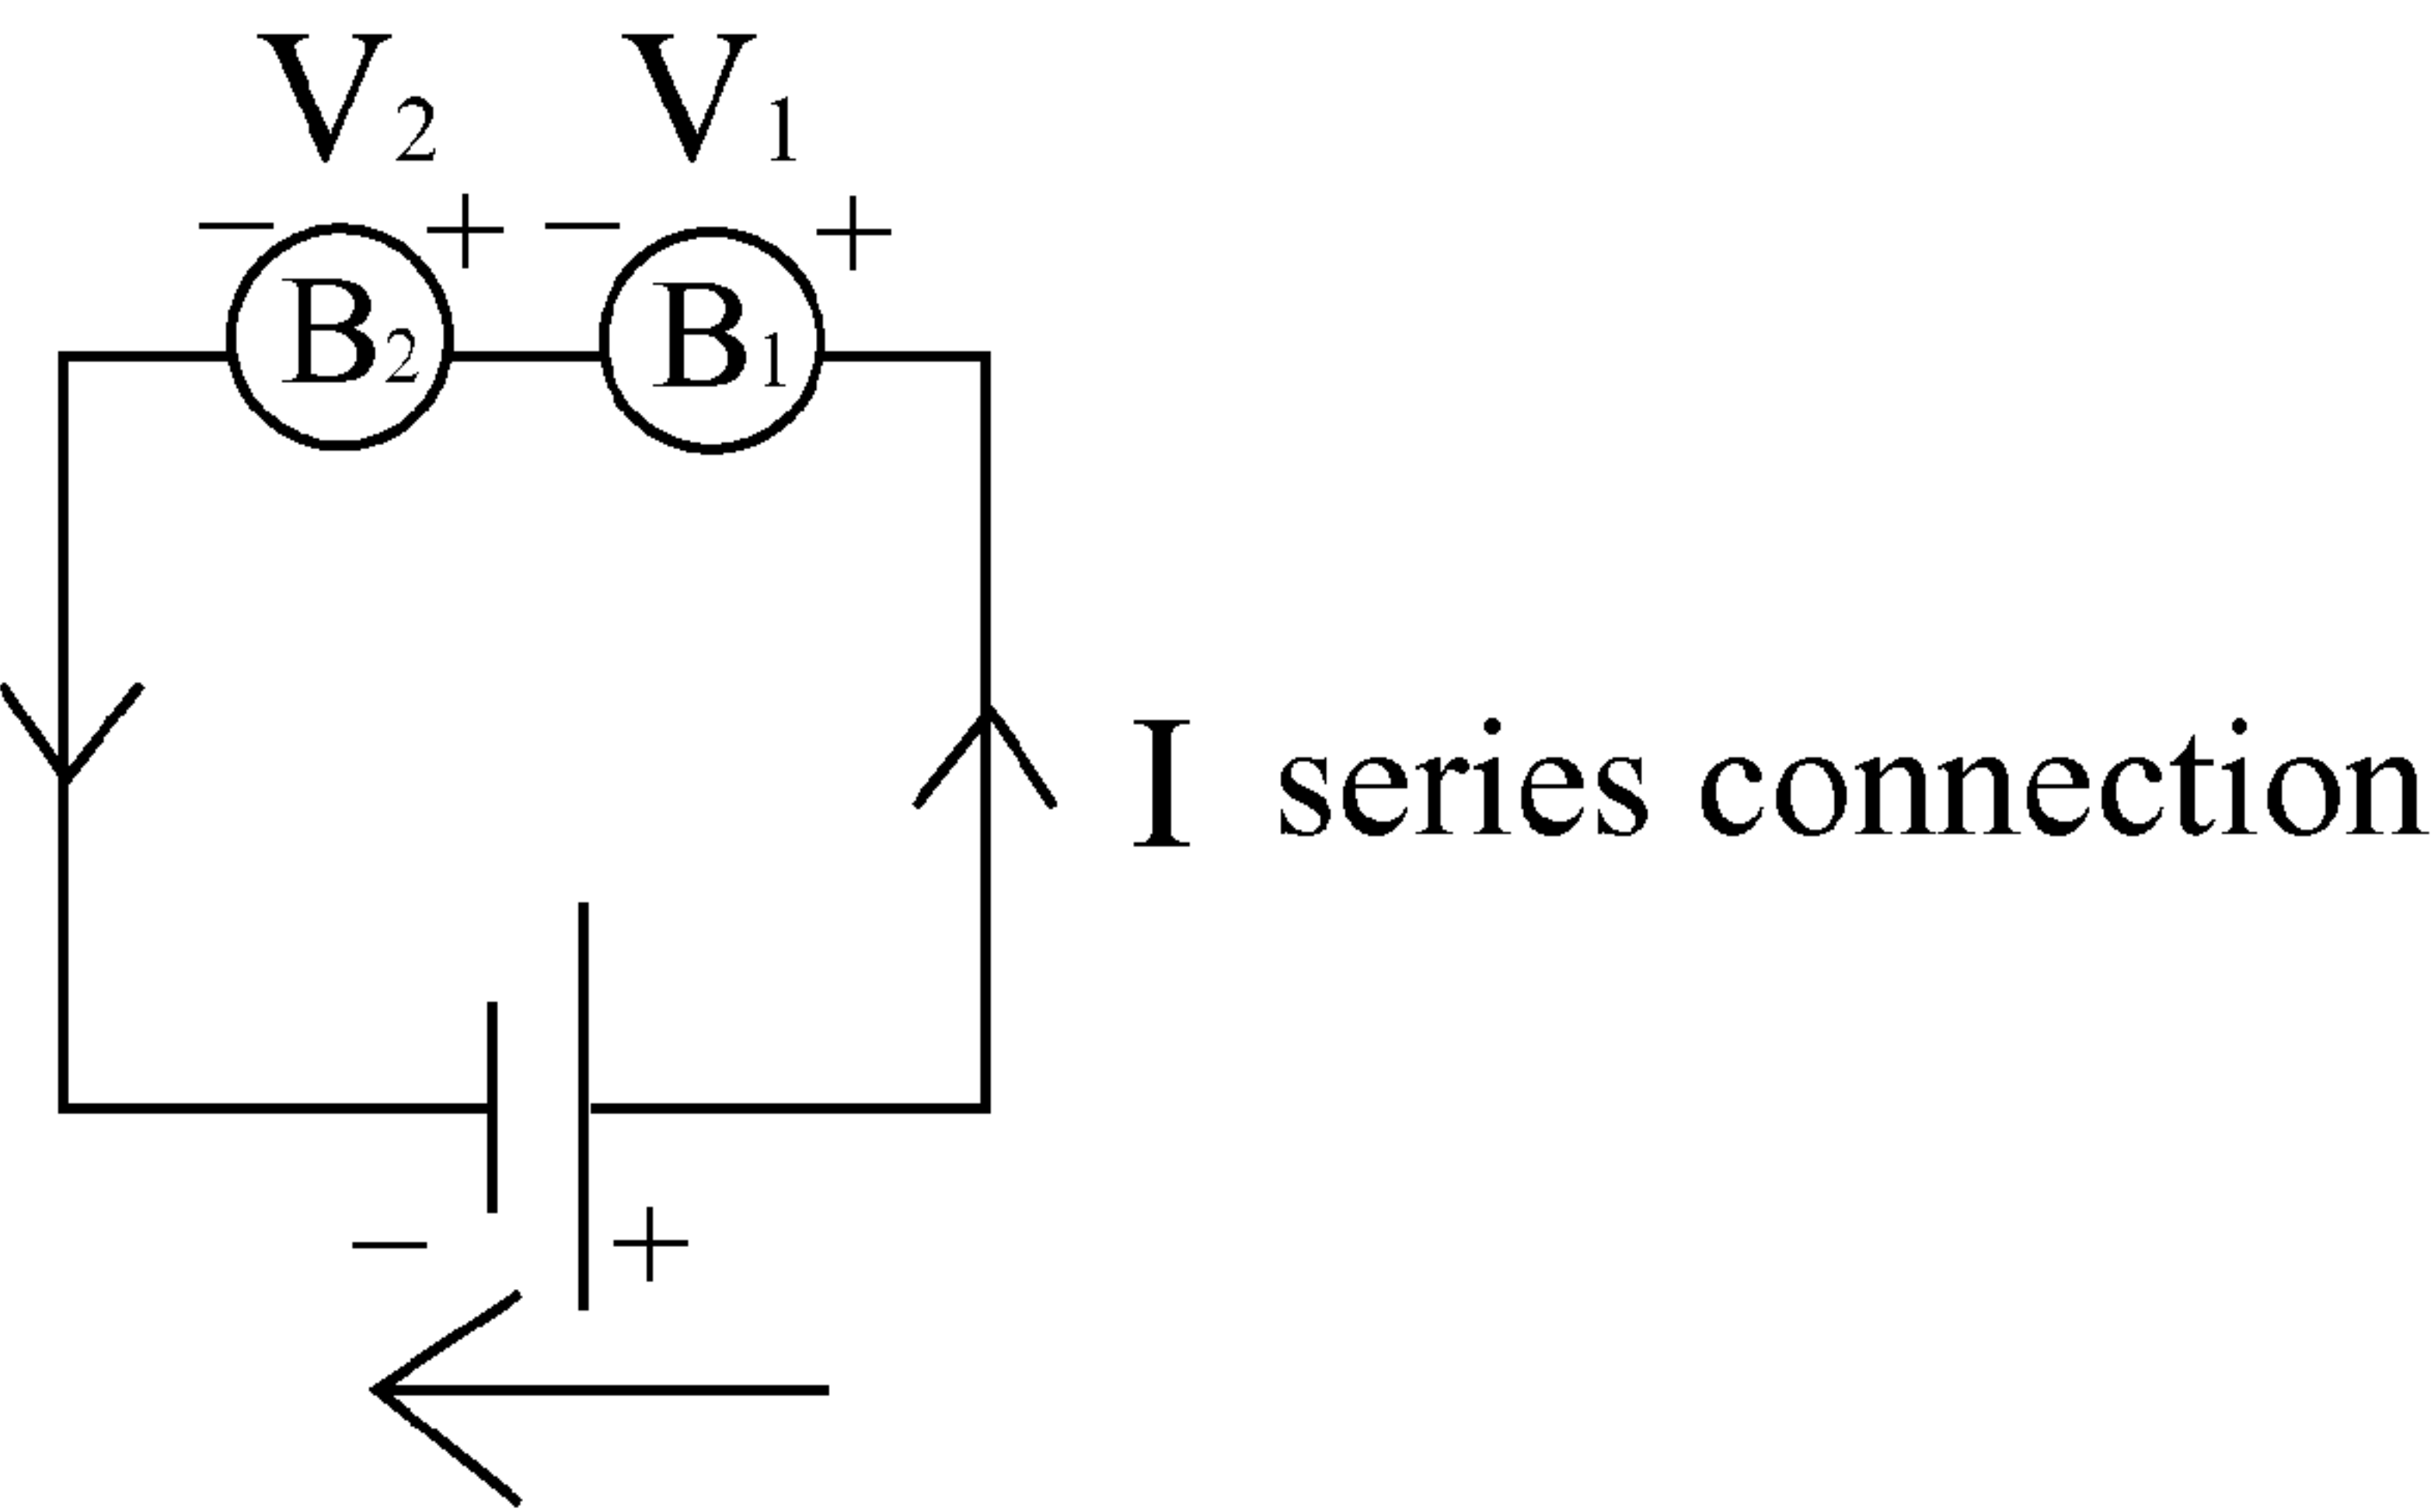 V2 V1
− + − +
B2 B1
I series connection
− +